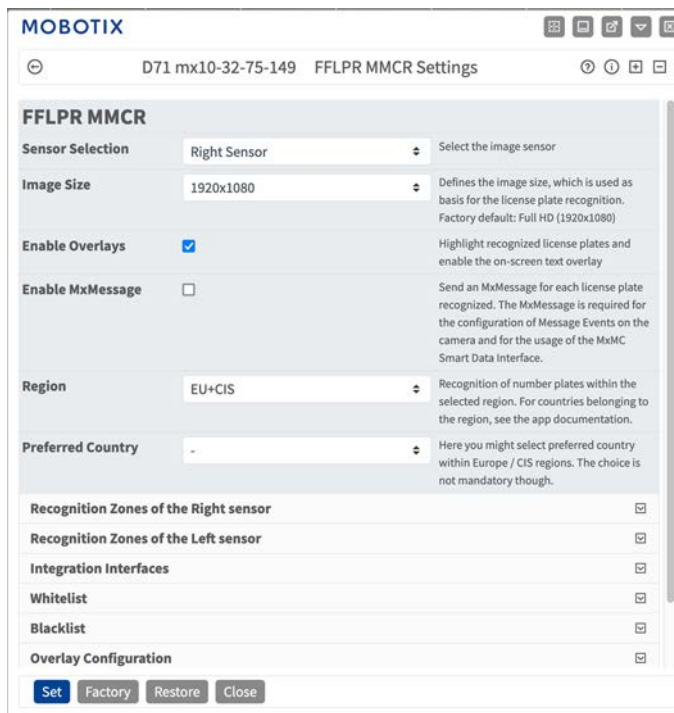 MOBOTIX
D71 mx10-32-75-149 FFLPR MMCR Settings
FFLPR MMCR
Sensor Selection
Right Sensor
Select the image sensor
Image Size
1920x1080
Defines the image size, which is used as
basis for the license plate recognition.
Factory default: Full HD (1920x1080)
Enable Overlays
Highlight recognized license plates and
enable the on-screen text overlay
Enable MxMessage
Send an MxMessage for each license plate
recognized. The MxMessage is required for
the configuration of Message Events on the
camera and for the usage of the MxMC
Smart Data Interface.
Region
EU+CIS
Recognition of number plates within the
selected region. For countries belonging to
the region, see the app documentation.
Preferred Country
-
Here you might select preferred country
within Europe / CIS regions. The choice is
not mandatory though.
Recognition Zones of the Right sensor
Recognition Zones of the Left sensor
Integration Interfaces
Whitelist
Blacklist
Overlay Configuration
Set Factory Restore Close